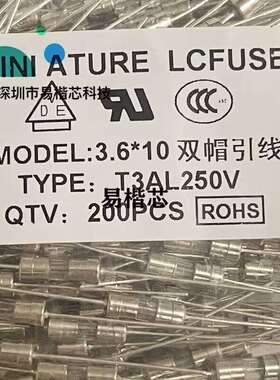 INI ATURE LCFUSE
深圳市易楷芯科技
D E
MODEL:3.6*10 双帽引线
TYPE: T3AL250V
易楷芯
QTV: 200PCS ROHS